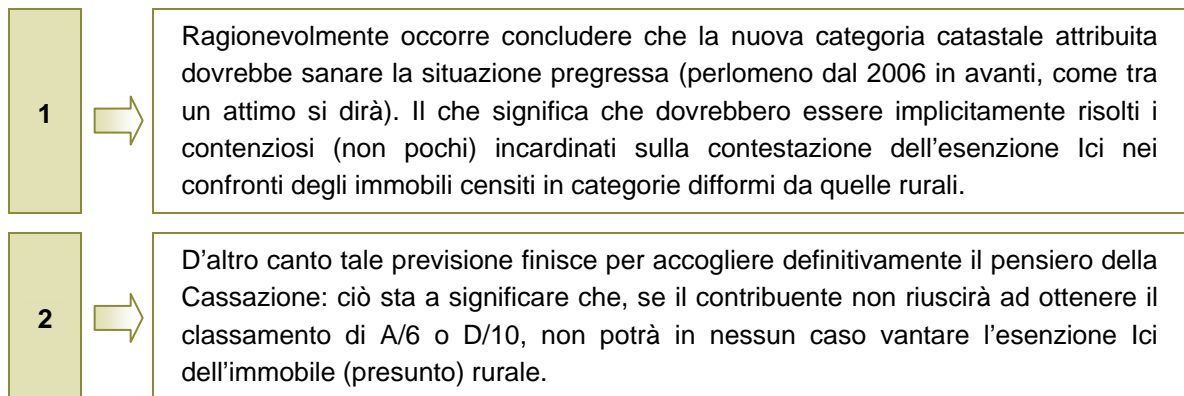 1
Ragionevolmente occorre concludere che la nuova categoria catastale attribuita
dovrebbe sanare la situazione pregressa (perlomeno dal 2006 in avanti, come tra
un attimo si dirà). Il che significa che dovrebbero essere implicitamente risolti i
contenziosi (non pochi) incardinati sulla contestazione dell'esenzione Ici nei
confronti degli immobili censiti in categorie difformi da quelle rurali.
2
D'altro canto tale previsione finisce per accogliere definitivamente il pensiero della
Cassazione: ciò sta a significare che, se il contribuente non riuscirà ad ottenere il
classamento di A/6 o D/10, non potrà in nessun caso vantare l'esenzione Ici
dell'immobile (presunto) rurale.